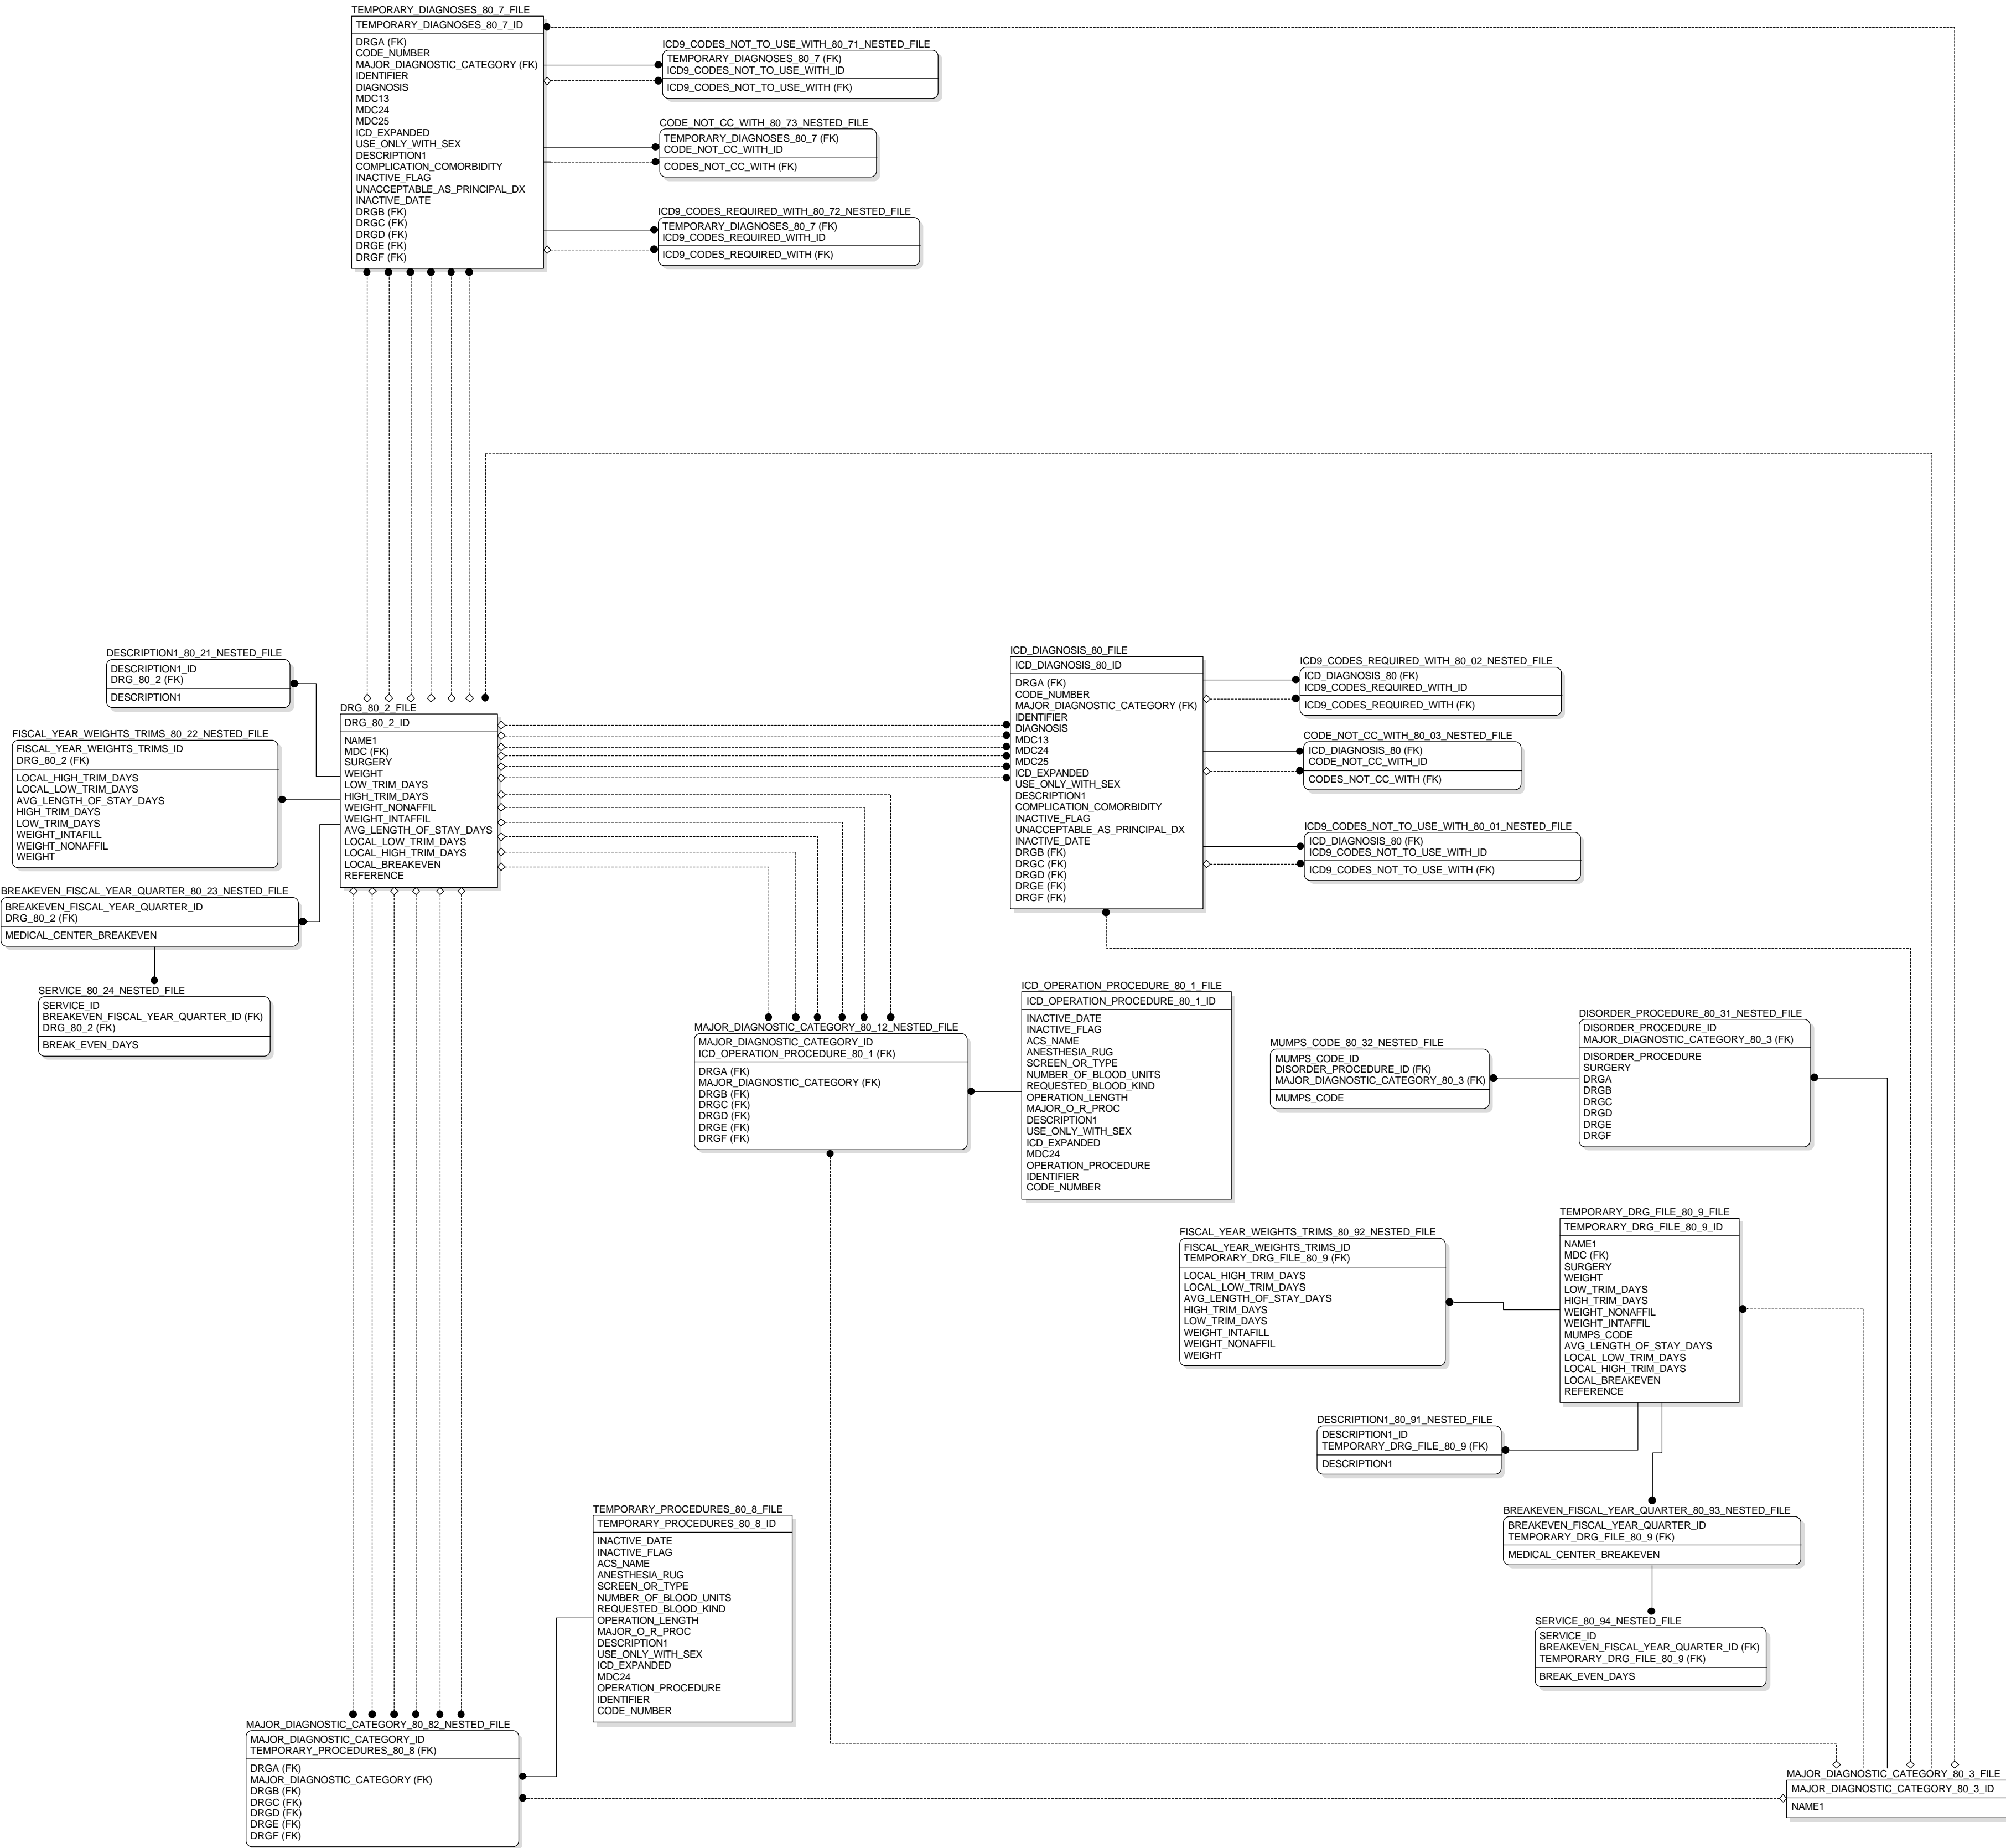 TEMPORARY_DIAGNOSES_80_7_FILE
TEMPORARY_DIAGNOSES_80_7_ID
DRGA (FK)
CODE_NUMBER
MAJOR_DIAGNOSTIC_CATEGORY (FK)
IDENTIFIER
DIAGNOSIS
MDC13
MDC24
MDC25
ICD_EXPANDED
USE_ONLY_WITH_SEX
DESCRIPTION1
COMPLICATION_COMORBIDITY
INACTIVE_FLAG
UNACCEPTABLE_AS_PRINCIPAL_DX
INACTIVE_DATE
DRGB (FK)
DRGC (FK)
DRGD (FK)
DRGE (FK)
DRGF (FK)
ICD9_CODES_NOT_TO_USE_WITH_80_71_NESTED_FILE
TEMPORARY_DIAGNOSES_80_7 (FK)
ICD9_CODES_NOT_TO_USE_WITH_ID
ICD9_CODES_NOT_TO_USE_WITH (FK)
CODE_NOT_CC_WITH_80_73_NESTED_FILE
TEMPORARY_DIAGNOSES_80_7 (FK)
CODE_NOT_CC_WITH_ID
CODES_NOT_CC_WITH (FK)
ICD9_CODES_REQUIRED_WITH_80_72_NESTED_FILE
TEMPORARY_DIAGNOSES_80_7 (FK)
ICD9_CODES_REQUIRED_WITH_ID
ICD9_CODES_REQUIRED_WITH (FK)
DESCRIPTION1_80_21_NESTED_FILE
DESCRIPTION1_ID
DRG_80_2 (FK)
DESCRIPTION1
FISCAL_YEAR_WEIGHTS_TRIMS_80_22_NESTED_FILE
FISCAL_YEAR_WEIGHTS_TRIMS_ID
DRG_80_2 (FK)
LOCAL_HIGH_TRIM_DAYS
LOCAL_LOW_TRIM_DAYS
AVG_LENGTH_OF_STAY_DAYS
HIGH_TRIM_DAYS
LOW_TRIM_DAYS
WEIGHT_INTAFILL
WEIGHT_NONAFFIL
WEIGHT
BREAKEVEN_FISCAL_YEAR_QUARTER_80_23_NESTED_FILE
BREAKEVEN_FISCAL_YEAR_QUARTER_ID
DRG_80_2 (FK)
MEDICAL_CENTER_BREAKEVEN
SERVICE_80_24_NESTED_FILE
SERVICE_ID
BREAKEVEN_FISCAL_YEAR_QUARTER_ID (FK)
DRG_80_2 (FK)
BREAK_EVEN_DAYS
DRG_80_2_FILE
DRG_80_2_ID
NAME1
MDC (FK)
SURGERY
WEIGHT
LOW_TRIM_DAYS
HIGH_TRIM_DAYS
WEIGHT_NONAFFIL
WEIGHT_INTAFFIL
AVG_LENGTH_OF_STAY_DAYS
LOCAL_LOW_TRIM_DAYS
LOCAL_HIGH_TRIM_DAYS
LOCAL_BREAKEVEN
REFERENCE
ICD_DIAGNOSIS_80_FILE
ICD_DIAGNOSIS_80_ID
DRGA (FK)
CODE_NUMBER
MAJOR_DIAGNOSTIC_CATEGORY (FK)
IDENTIFIER
DIAGNOSIS
MDC13
MDC24
MDC25
ICD_EXPANDED
USE_ONLY_WITH_SEX
DESCRIPTION1
COMPLICATION_COMORBIDITY
INACTIVE_FLAG
UNACCEPTABLE_AS_PRINCIPAL_DX
INACTIVE_DATE
DRGB (FK)
DRGC (FK)
DRGD (FK)
DRGE (FK)
DRGF (FK)
ICD9_CODES_REQUIRED_WITH_80_02_NESTED_FILE
ICD_DIAGNOSIS_80 (FK)
ICD9_CODES_REQUIRED_WITH_ID
ICD9_CODES_REQUIRED_WITH (FK)
CODE_NOT_CC_WITH_80_03_NESTED_FILE
ICD_DIAGNOSIS_80 (FK)
CODE_NOT_CC_WITH_ID
CODES_NOT_CC_WITH (FK)
ICD9_CODES_NOT_TO_USE_WITH_80_01_NESTED_FILE
ICD_DIAGNOSIS_80 (FK)
ICD9_CODES_NOT_TO_USE_WITH_ID
ICD9_CODES_NOT_TO_USE_WITH (FK)
MAJOR_DIAGNOSTIC_CATEGORY_80_12_NESTED_FILE
MAJOR_DIAGNOSTIC_CATEGORY_ID
ICD_OPERATION_PROCEDURE_80_1 (FK)
DRGA (FK)
MAJOR_DIAGNOSTIC_CATEGORY (FK)
DRGB (FK)
DRGC (FK)
DRGD (FK)
DRGE (FK)
DRGF (FK)
ICD_OPERATION_PROCEDURE_80_1_FILE
ICD_OPERATION_PROCEDURE_80_1_ID
INACTIVE_DATE
INACTIVE_FLAG
ACS_NAME
ANESTHESIA_RUG
SCREEN_OR_TYPE
NUMBER_OF_BLOOD_UNITS
REQUESTED_BLOOD_KIND
OPERATION_LENGTH
MAJOR_O_R_PROC
DESCRIPTION1
USE_ONLY_WITH_SEX
ICD_EXPANDED
MDC24
OPERATION_PROCEDURE
IDENTIFIER
CODE_NUMBER
MUMPS_CODE_80_32_NESTED_FILE
MUMPS_CODE_ID
DISORDER_PROCEDURE_ID (FK)
MAJOR_DIAGNOSTIC_CATEGORY_80_3 (FK)
MUMPS_CODE
DISORDER_PROCEDURE_80_31_NESTED_FILE
DISORDER_PROCEDURE_ID
MAJOR_DIAGNOSTIC_CATEGORY_80_3 (FK)
DISORDER_PROCEDURE
SURGERY
DRGA
DRGB
DRGC
DRGD
DRGE
DRGF
FISCAL_YEAR_WEIGHTS_TRIMS_80_92_NESTED_FILE
FISCAL_YEAR_WEIGHTS_TRIMS_ID
TEMPORARY_DRG_FILE_80_9 (FK)
LOCAL_HIGH_TRIM_DAYS
LOCAL_LOW_TRIM_DAYS
AVG_LENGTH_OF_STAY_DAYS
HIGH_TRIM_DAYS
LOW_TRIM_DAYS
WEIGHT_INTAFILL
WEIGHT_NONAFFIL
WEIGHT
TEMPORARY_DRG_FILE_80_9_FILE
TEMPORARY_DRG_FILE_80_9_ID
NAME1
MDC (FK)
SURGERY
WEIGHT
LOW_TRIM_DAYS
HIGH_TRIM_DAYS
WEIGHT_NONAFFIL
WEIGHT_INTAFFIL
MUMPS_CODE
AVG_LENGTH_OF_STAY_DAYS
LOCAL_LOW_TRIM_DAYS
LOCAL_HIGH_TRIM_DAYS
LOCAL_BREAKEVEN
REFERENCE
DESCRIPTION1_80_91_NESTED_FILE
DESCRIPTION1_ID
TEMPORARY_DRG_FILE_80_9 (FK)
DESCRIPTION1
BREAKEVEN_FISCAL_YEAR_QUARTER_80_93_NESTED_FILE
BREAKEVEN_FISCAL_YEAR_QUARTER_ID
TEMPORARY_DRG_FILE_80_9 (FK)
MEDICAL_CENTER_BREAKEVEN
SERVICE_80_94_NESTED_FILE
SERVICE_ID
BREAKEVEN_FISCAL_YEAR_QUARTER_ID (FK)
TEMPORARY_DRG_FILE_80_9 (FK)
BREAK_EVEN_DAYS
TEMPORARY_PROCEDURES_80_8_FILE
TEMPORARY_PROCEDURES_80_8_ID
INACTIVE_DATE
INACTIVE_FLAG
ACS_NAME
ANESTHESIA_RUG
SCREEN_OR_TYPE
NUMBER_OF_BLOOD_UNITS
REQUESTED_BLOOD_KIND
OPERATION_LENGTH
MAJOR_O_R_PROC
DESCRIPTION1
USE_ONLY_WITH_SEX
ICD_EXPANDED
MDC24
OPERATION_PROCEDURE
IDENTIFIER
CODE_NUMBER
MAJOR_DIAGNOSTIC_CATEGORY_80_82_NESTED_FILE
MAJOR_DIAGNOSTIC_CATEGORY_ID
TEMPORARY_PROCEDURES_80_8 (FK)
DRGA (FK)
MAJOR_DIAGNOSTIC_CATEGORY (FK)
DRGB (FK)
DRGC (FK)
DRGD (FK)
DRGE (FK)
DRGF (FK)
MAJOR_DIAGNOSTIC_CATEGORY_80_3_FILE
MAJOR_DIAGNOSTIC_CATEGORY_80_3_ID
NAME1